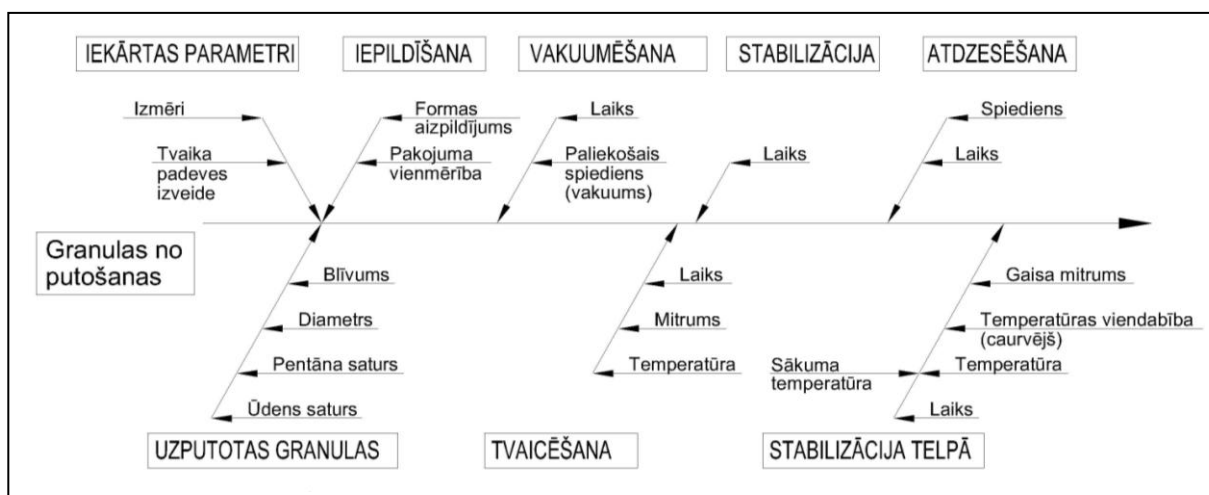 IEKĀRTAS PARAMETRI
IEPILDĪŠANA
VAKUUMĒŠANA
STABILIZĀCIJA
ATDZESĒŠANA
Izmēri
Tvaika
padeves
izveide
Formas
aizpildījums
Pakojuma
vienmērība
Laiks
Paliekošais
spiediens
(vakuums)
Laiks
Spiediens
Laiks
Granulas no
putošanas
Blīvums
Diametrs
Pentāna saturs
Ūdens saturs
Laiks
Mitrums
Temperatūra
Gaisa mitrums
Temperatūras viendabība
(caurvējš)
Sākuma
temperatūra
Temperatūra
Laiks
UZPUTOTAS GRANULAS
TVAICĒŠANA
STABILIZĀCIJA TELPĀ